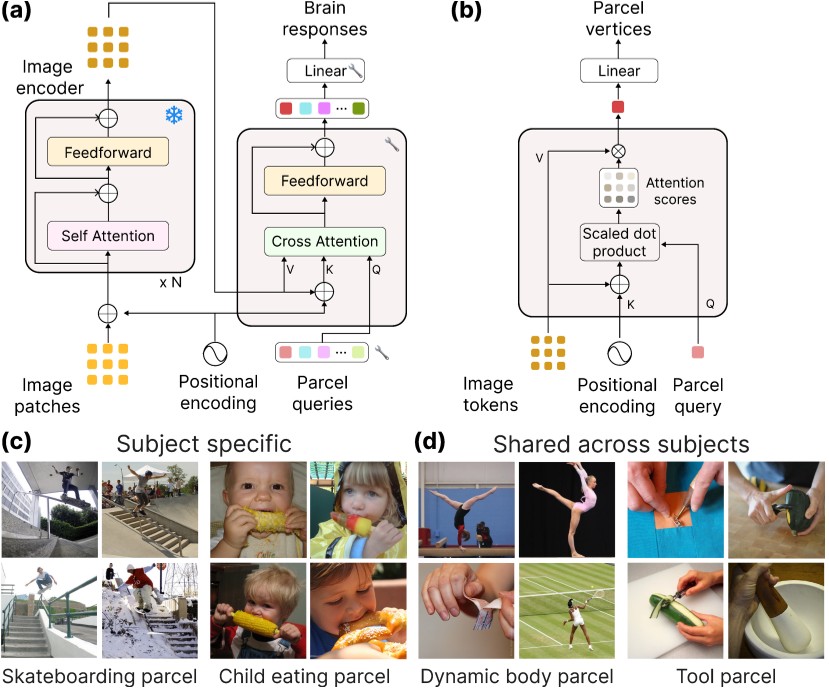 (a)
Image
encoder
Feedforward
Self Attention
x N
Image
patches
Positional
encoding
Brain
responses
Linear
...
Feedforward
Cross Attention
V
K
Q
...
Parcel
queries
(b)
Parcel
vertices
Linear
V
Attention
scores
Scaled dot
product
K
Q
Image
tokens
Positional
encoding
Parcel
query
(c)
Subject specific
Skateboarding parcel
Child eating parcel
(d)
Shared across subjects
Dynamic body parcel
Tool parcel